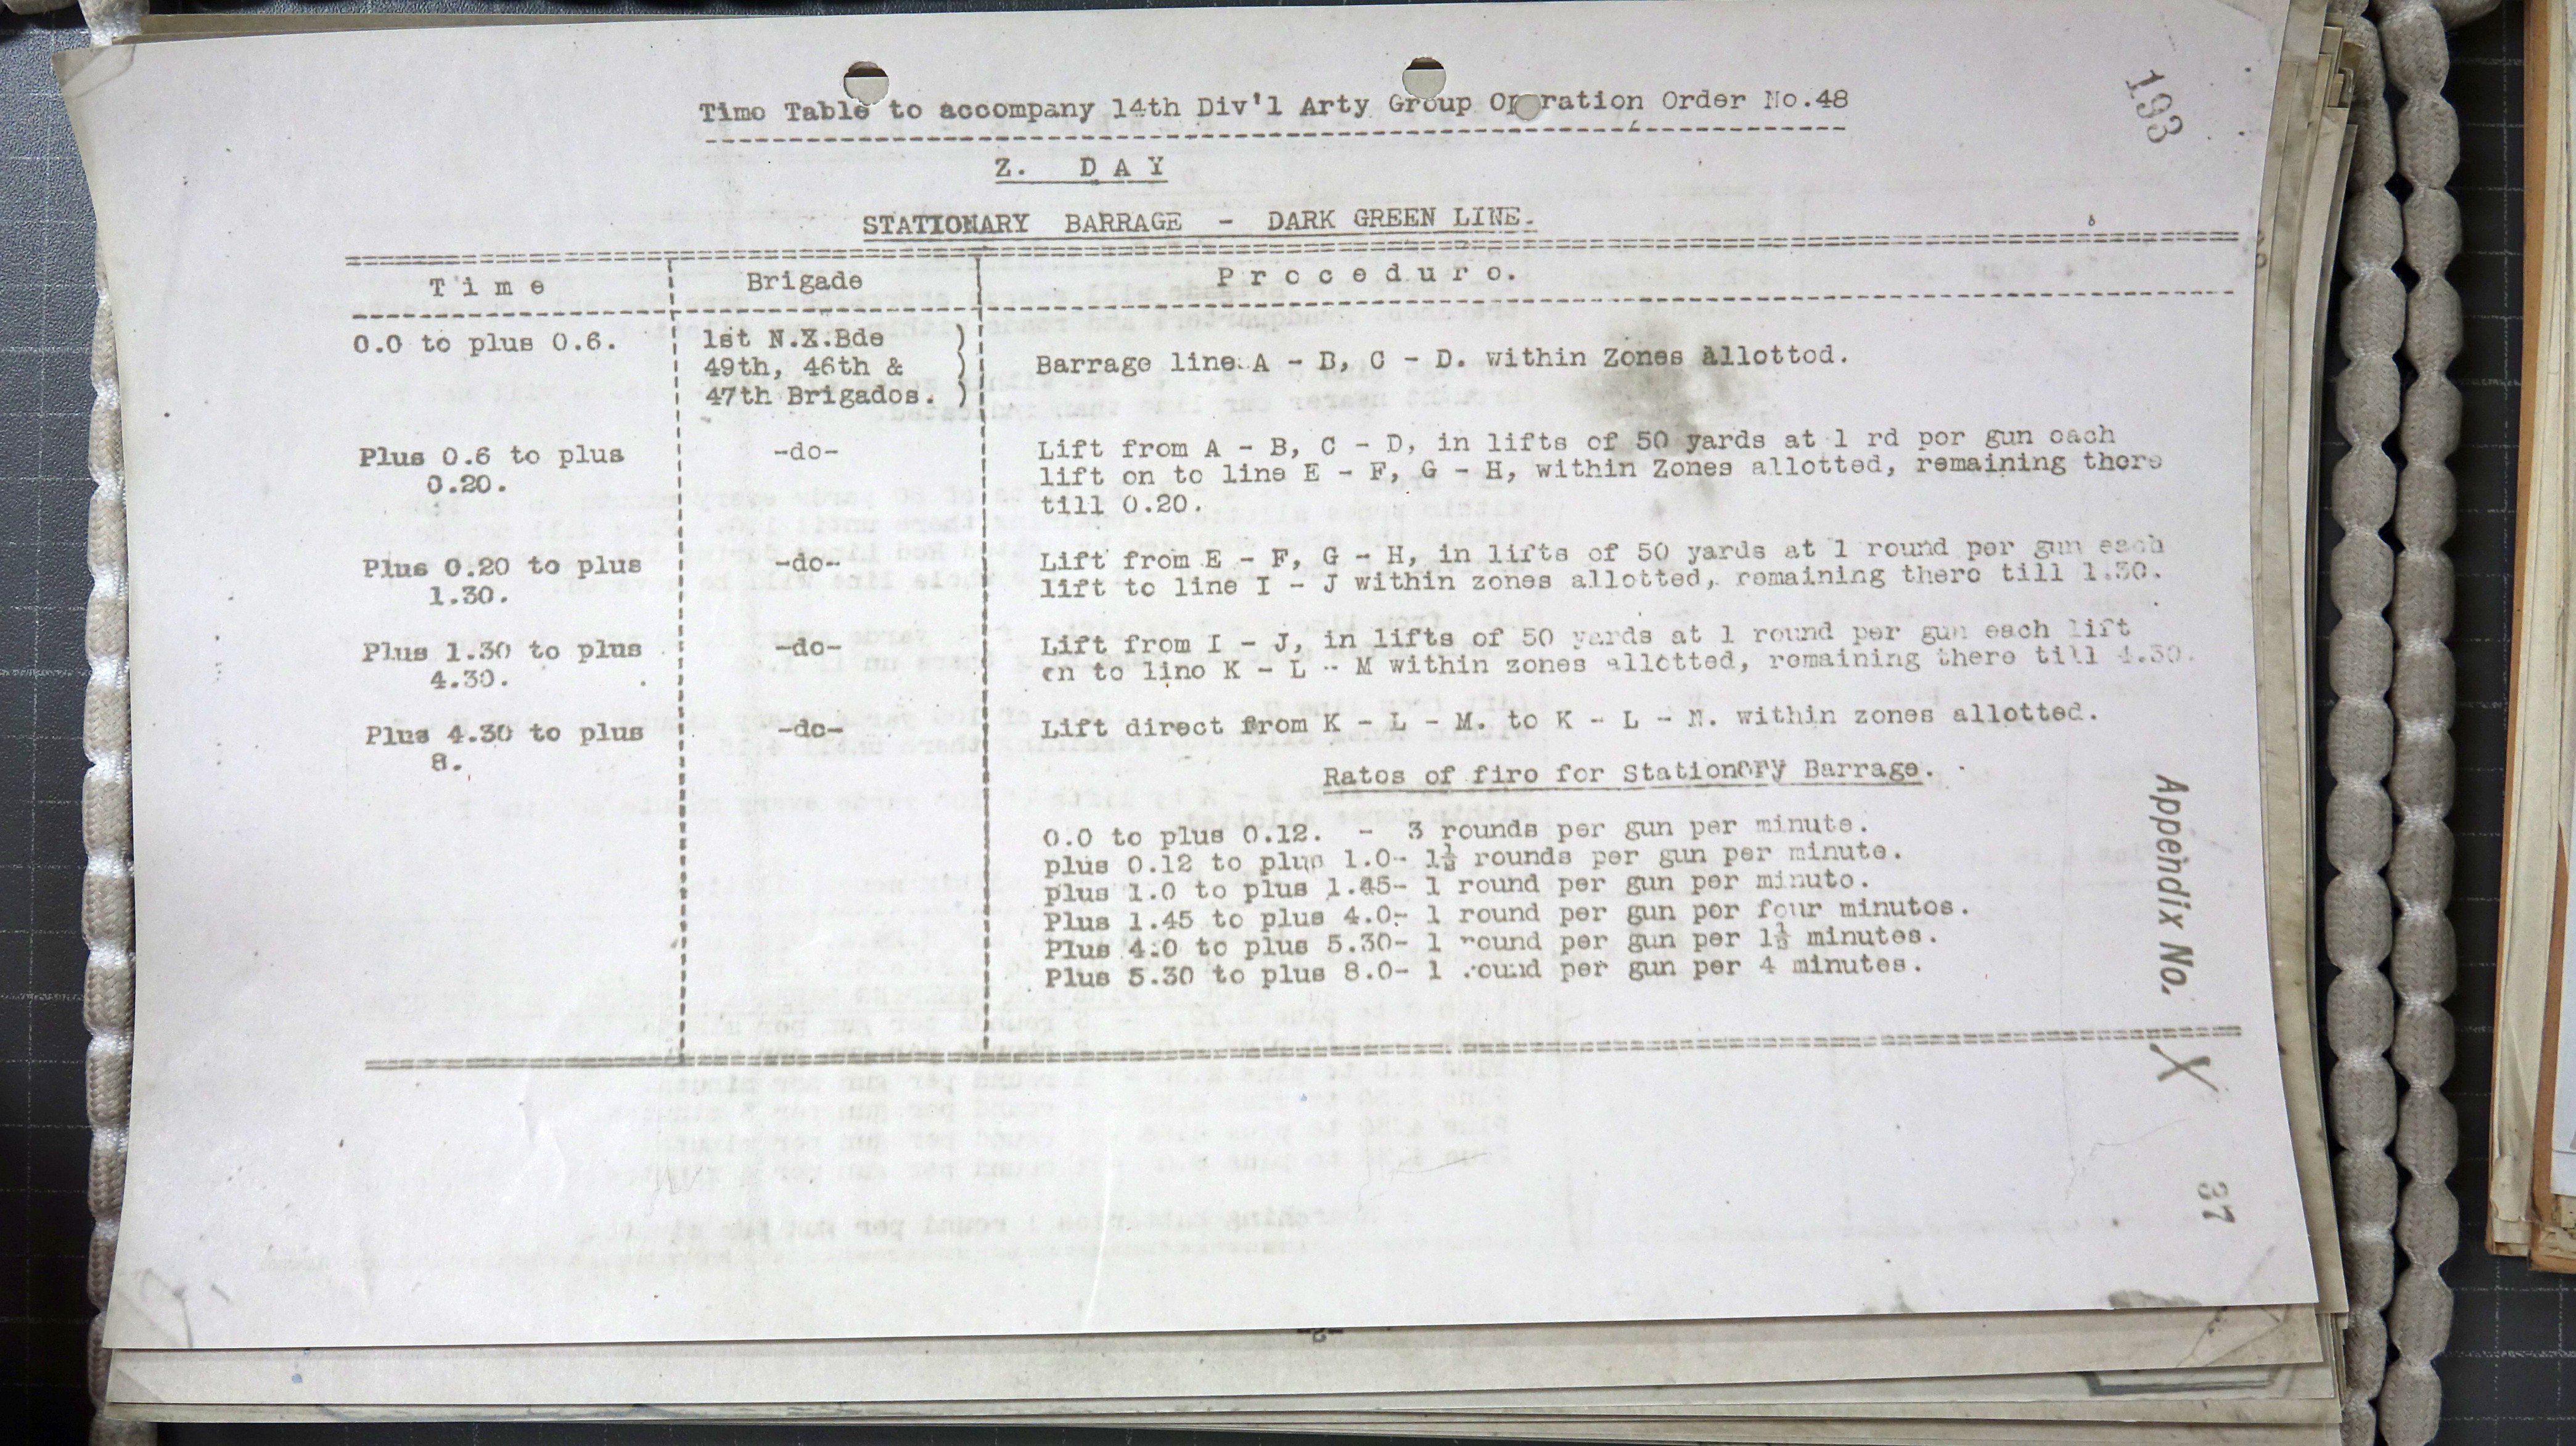 193
Time Table to accompany 14th Div'l Arty Group Operation Order No.48
Z. DAY
STATIONARY BARRAGE - DARK GREEN LINE.
Time Brigade Procedure.
0.0 to plus 0.6. 1st N.Z.Bde ) 
49th, 46th & ) Barrage line A - B, C - D. within Zones allotted.
47th Brigades. )
Plus 0.6 to plus -do- Lift from A - B, C - D, in lifts of 50 yards at 1 rd per gun each
0.20. lift on to line E - F, G - H, within Zones allotted, remaining there
till 0.20.
Plus 0.20 to plus -do- Lift from E - F, G - H, in lifts of 50 yards at 1 round per gun each
1.30. lift to line I - J within zones allotted, remaining there till 1.30.
Plus 1.30 to plus -do- Lift from I - J, in lifts of 50 yards at 1 round per gun each lift
4.30. on to line K - L - M within zones allotted, remaining there till 4.30.
Plus 4.30 to plus -do- Lift direct from K - L - M. to K - L - N. within zones allotted.
8.
Rates of fire for Stationary Barrage.
0.0 to plus 0.12. - 3 rounds per gun per minute.
plus 0.12 to plus 1.0- 1½ rounds per gun per minute.
plus 1.0 to plus 1.45- 1 round per gun per minute.
Plus 1.45 to plus 4.0- 1 round per gun per four minutes.
Plus 4.0 to plus 5.30- 1 round per gun per 1½ minutes.
Plus 5.30 to plus 8.0- 1 round per gun per 4 minutes.
Appendix No. X
37
-2-